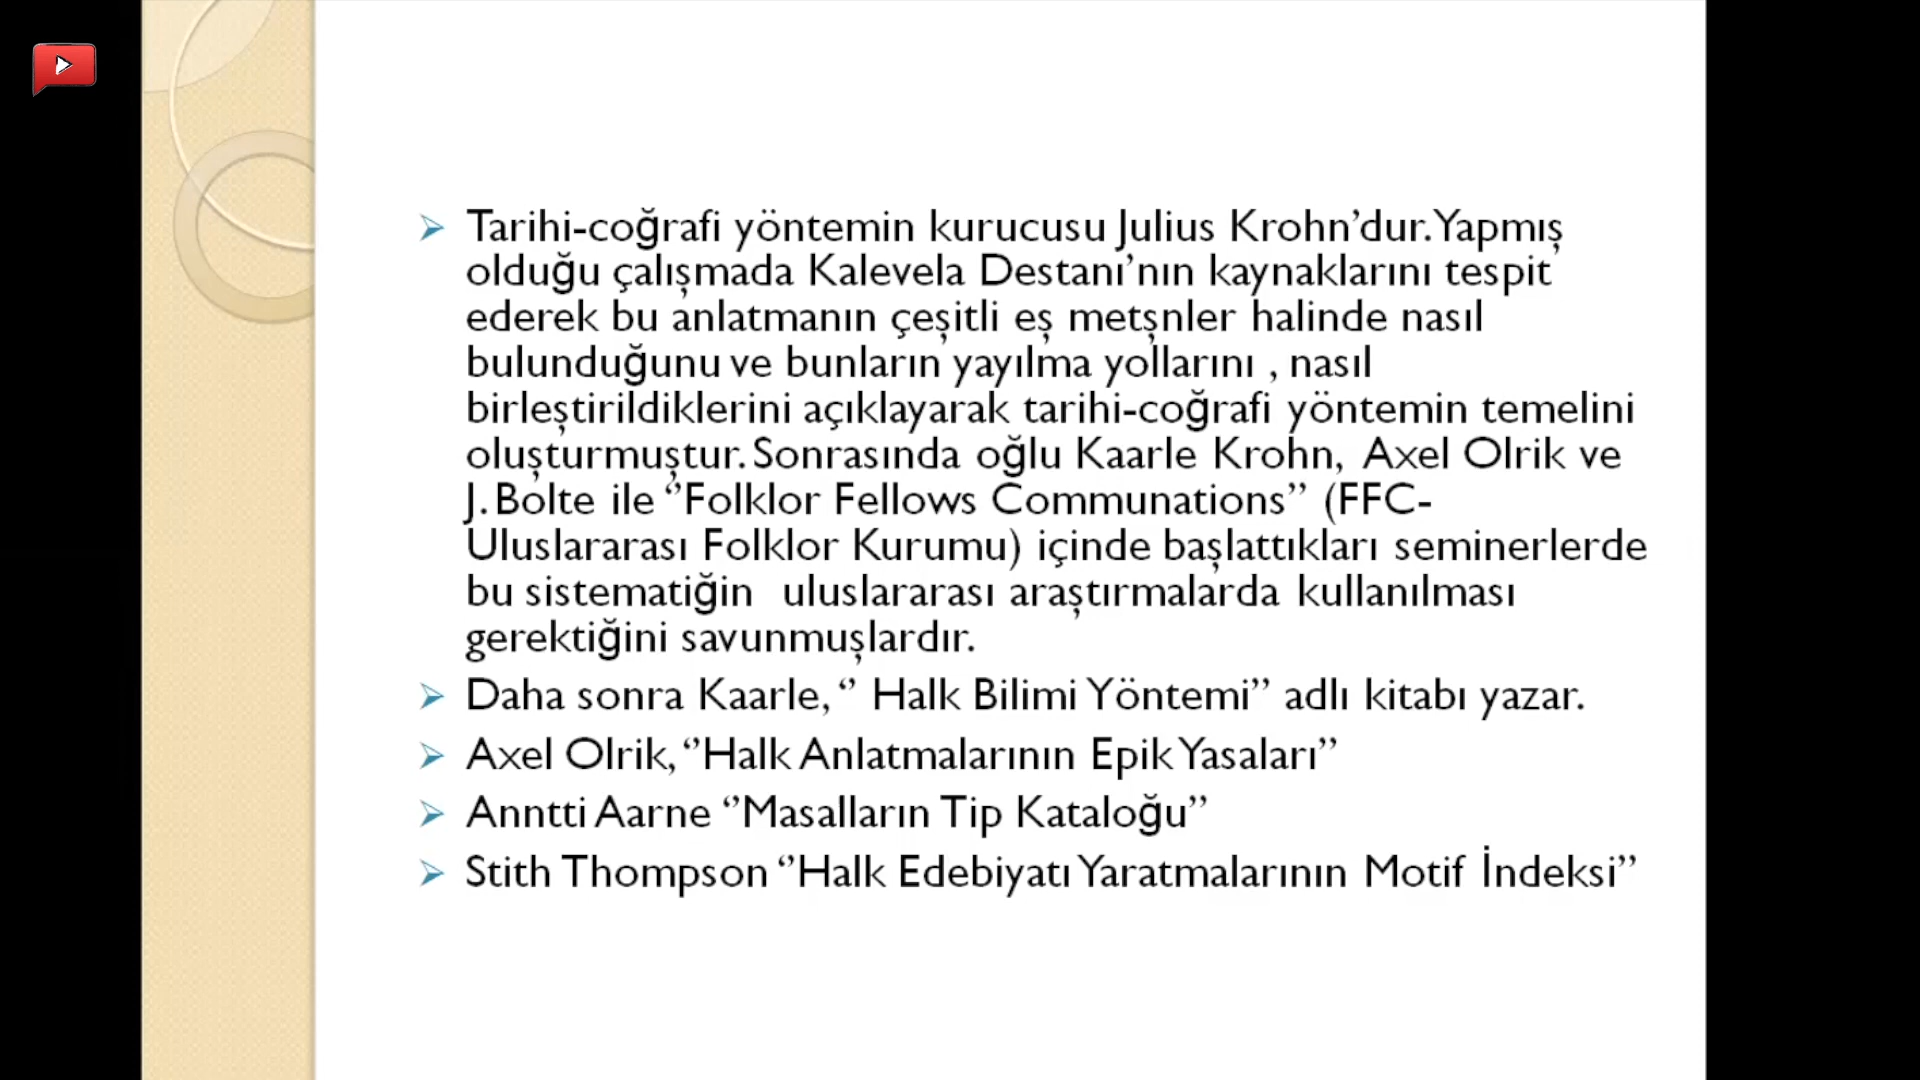 Tarihi-coğrafi yöntemin kurucusu Julius Krohn’dur.Yapmış
olduğu çalışmada Kalevela Destanı’nın kaynaklarını tespit
ederek bu anlatmanın çeşitli eş metşnler halinde nasıl
bulunduğunu ve bunların yayılma yollarını , nasıl
birleştirildiklerini açıklayarak tarihi-coğrafi yöntemin temelini
oluşturmuştur. Sonrasında oğlu Kaarle Krohn, Axel Olrik ve
J. Bolte ile ‘’Folklor Fellows Communations’’ (FFC-
Uluslararası Folklor Kurumu) içinde başlattıkları seminerlerde
bu sistematiğin uluslararası araştırmalarda kullanılması
gerektiğini savunmuşlardır.
Daha sonra Kaarle, ‘’ Halk Bilimi Yöntemi’’ adlı kitabı yazar.
Axel Olrik, ‘’Halk Anlatmalarının Epik Yasaları’’
Anntti Aarne ‘’Masalların Tip Kataloğu’’
Stith Thompson ‘’Halk Edebiyatı Yaratmalarının Motif İndeksi’’